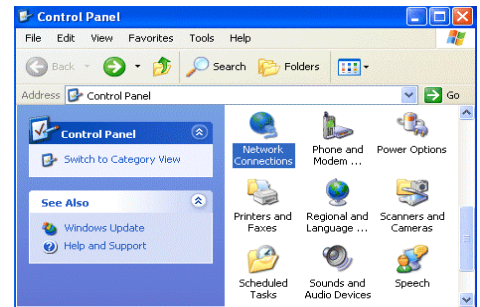 Control Panel
File Edit View Favorites Tools Help
Back Search Folders
Address Control Panel Go
Control Panel
Switch to Category View
See Also
Windows Update
Help and Support
Network
Connections
Phone and
Modem ...
Power Options
Printers and
Faxes
Regional and
Language ...
Scanners and
Cameras
Scheduled
Tasks
Sounds and
Audio Devices
Speech